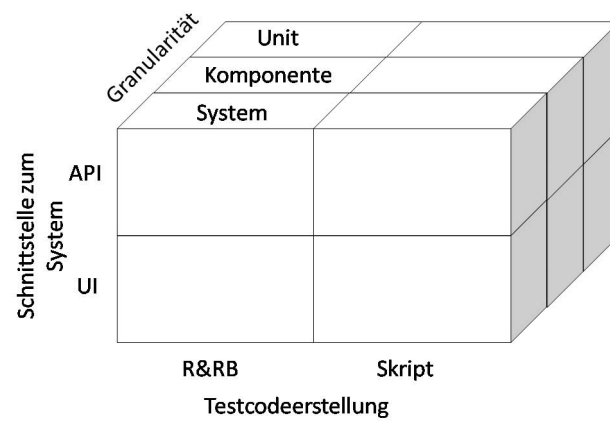 Granularität
Unit
Komponente
System
Schnittstelle zum
System
API
UI
R&RB
Skript
Testcodeerstellung